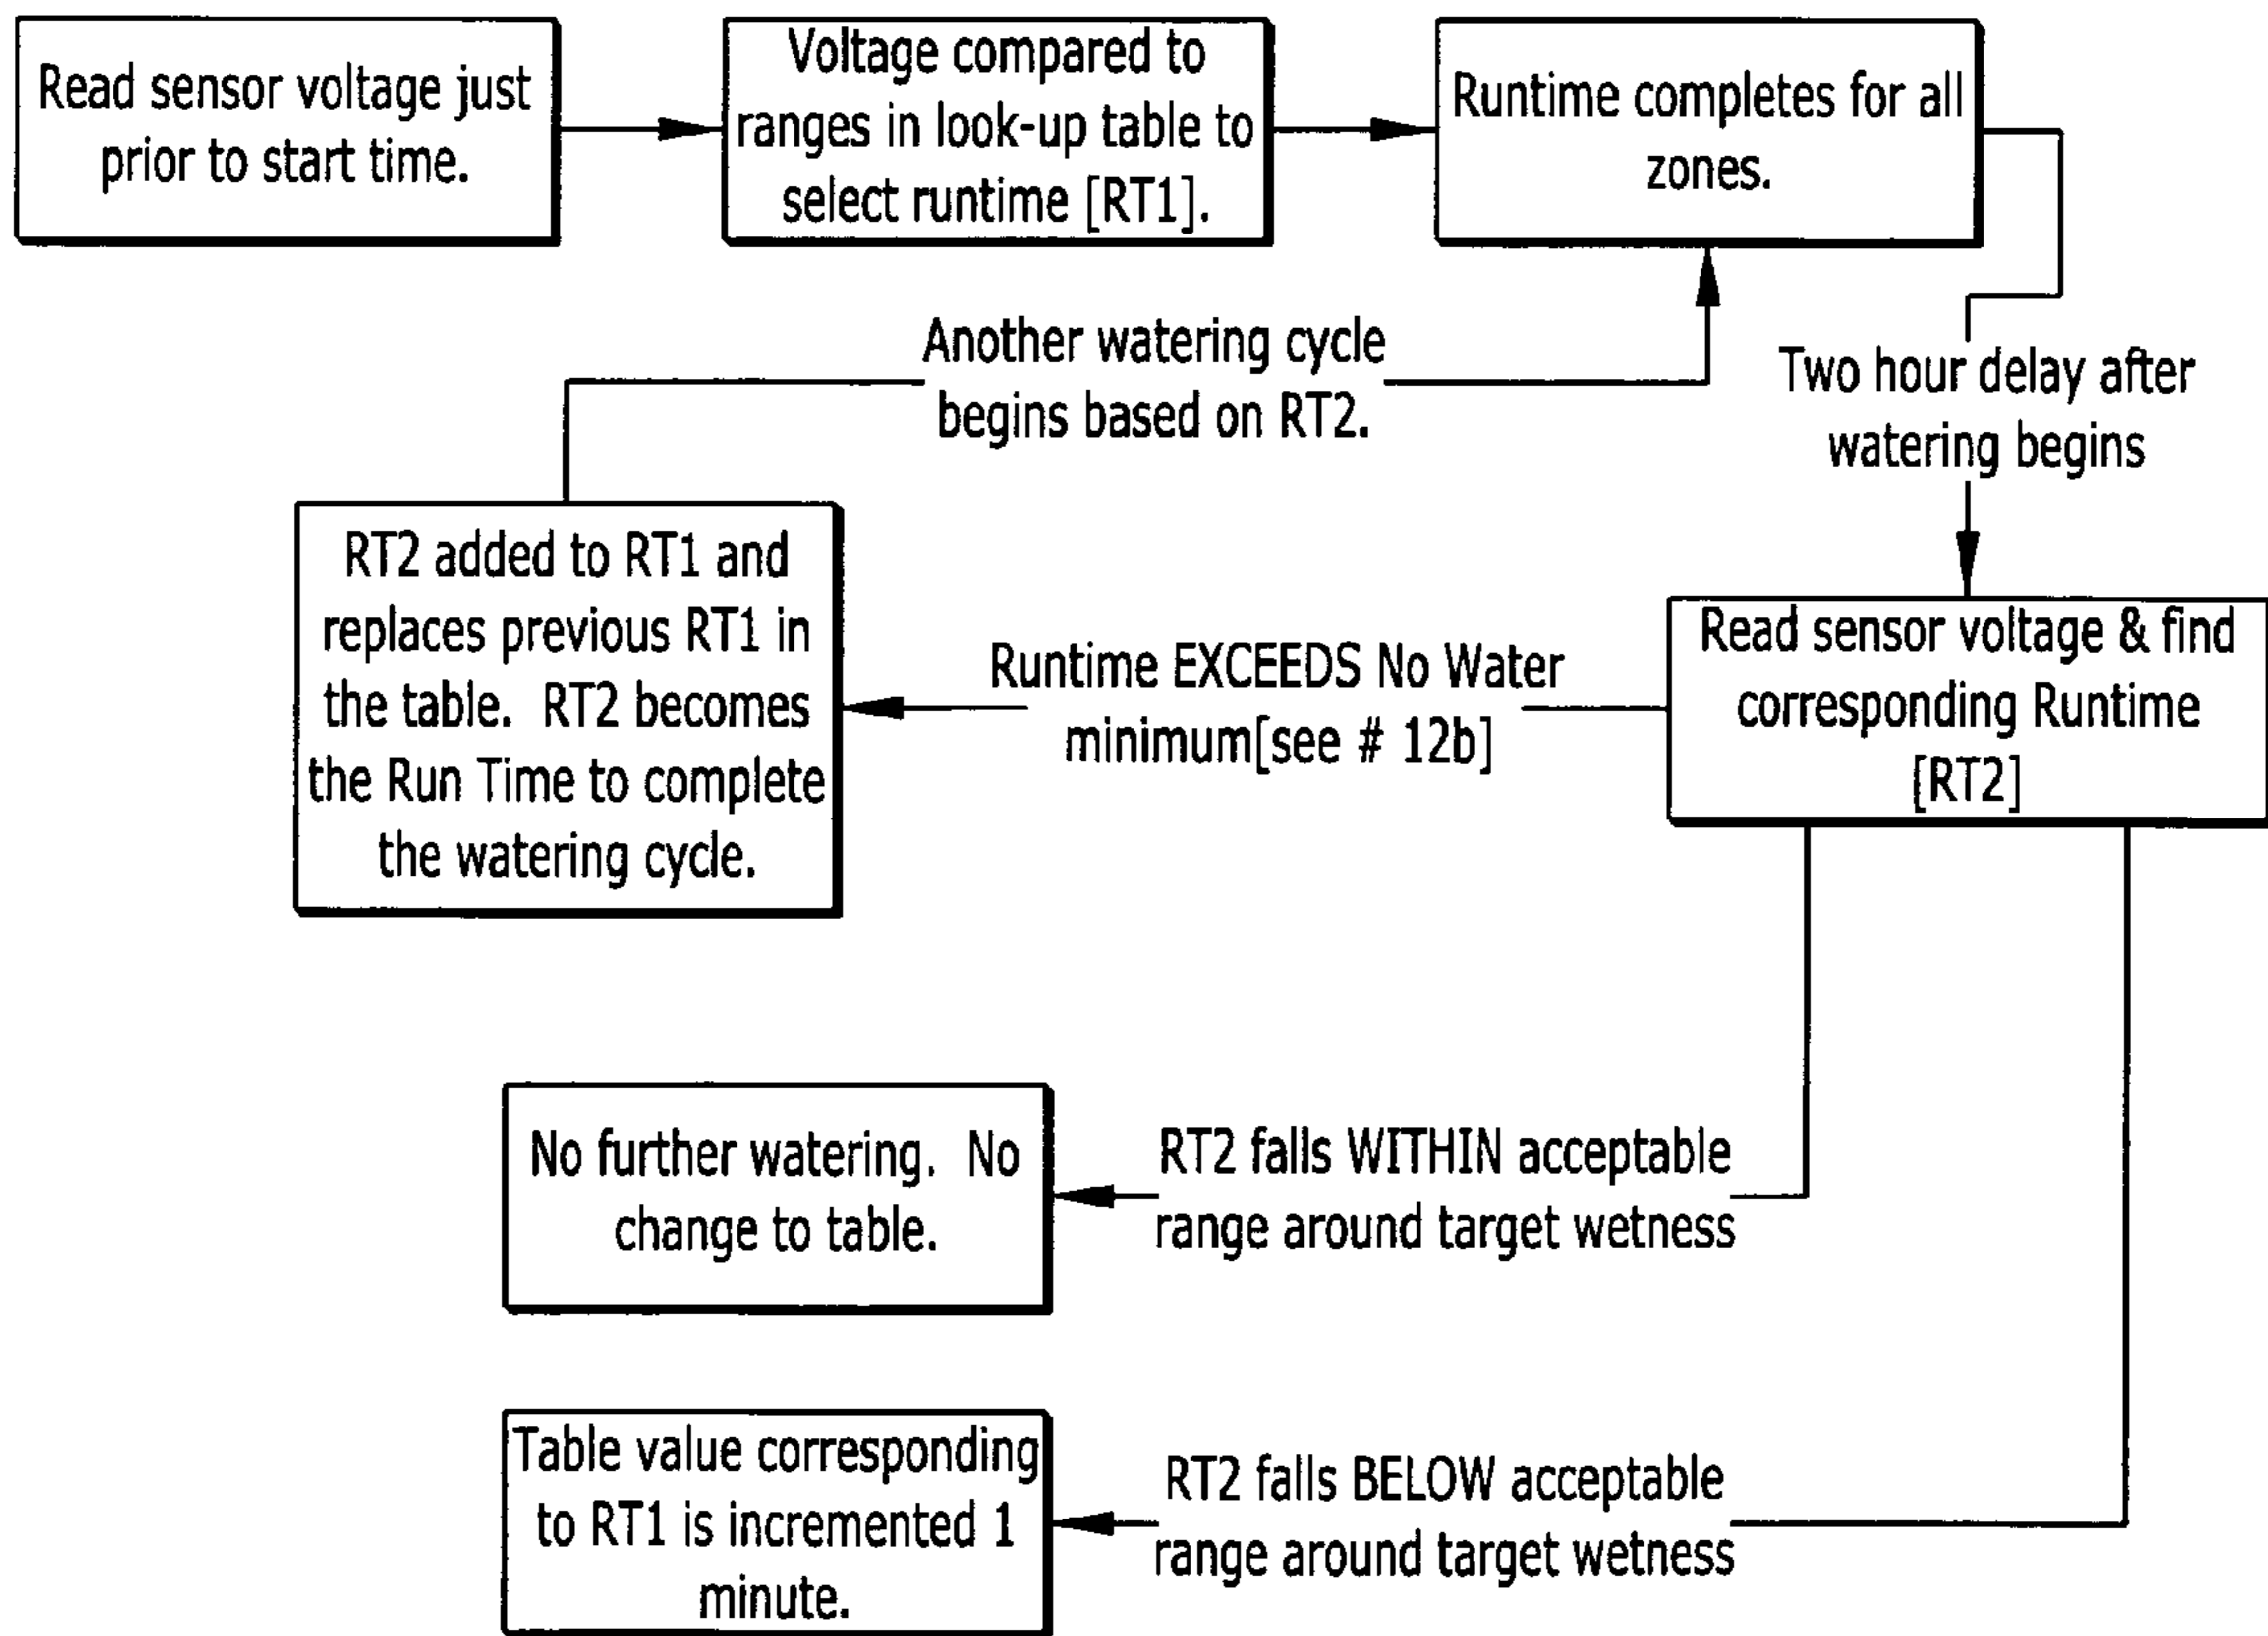 Read sensor voltage just
prior to start time.
Voltage compared to
ranges in look-up table to
select runtime [RT1].
Runtime completes for all
zones.
Another watering cycle
begins based on RT2.
Two hour delay after
watering begins
RT2 added to RT1 and
replaces previous RT1 in
the table. RT2 becomes
the Run Time to complete
the watering cycle.
Runtime EXCEEDS No Water
minimum[see # 12b]
Read sensor voltage & find
corresponding Runtime
[RT2]
No further watering. No
change to table.
RT2 falls WITHIN acceptable
range around target wetness
Table value corresponding
to RT1 is incremented 1
minute.
RT2 falls BELOW acceptable
range around target wetness